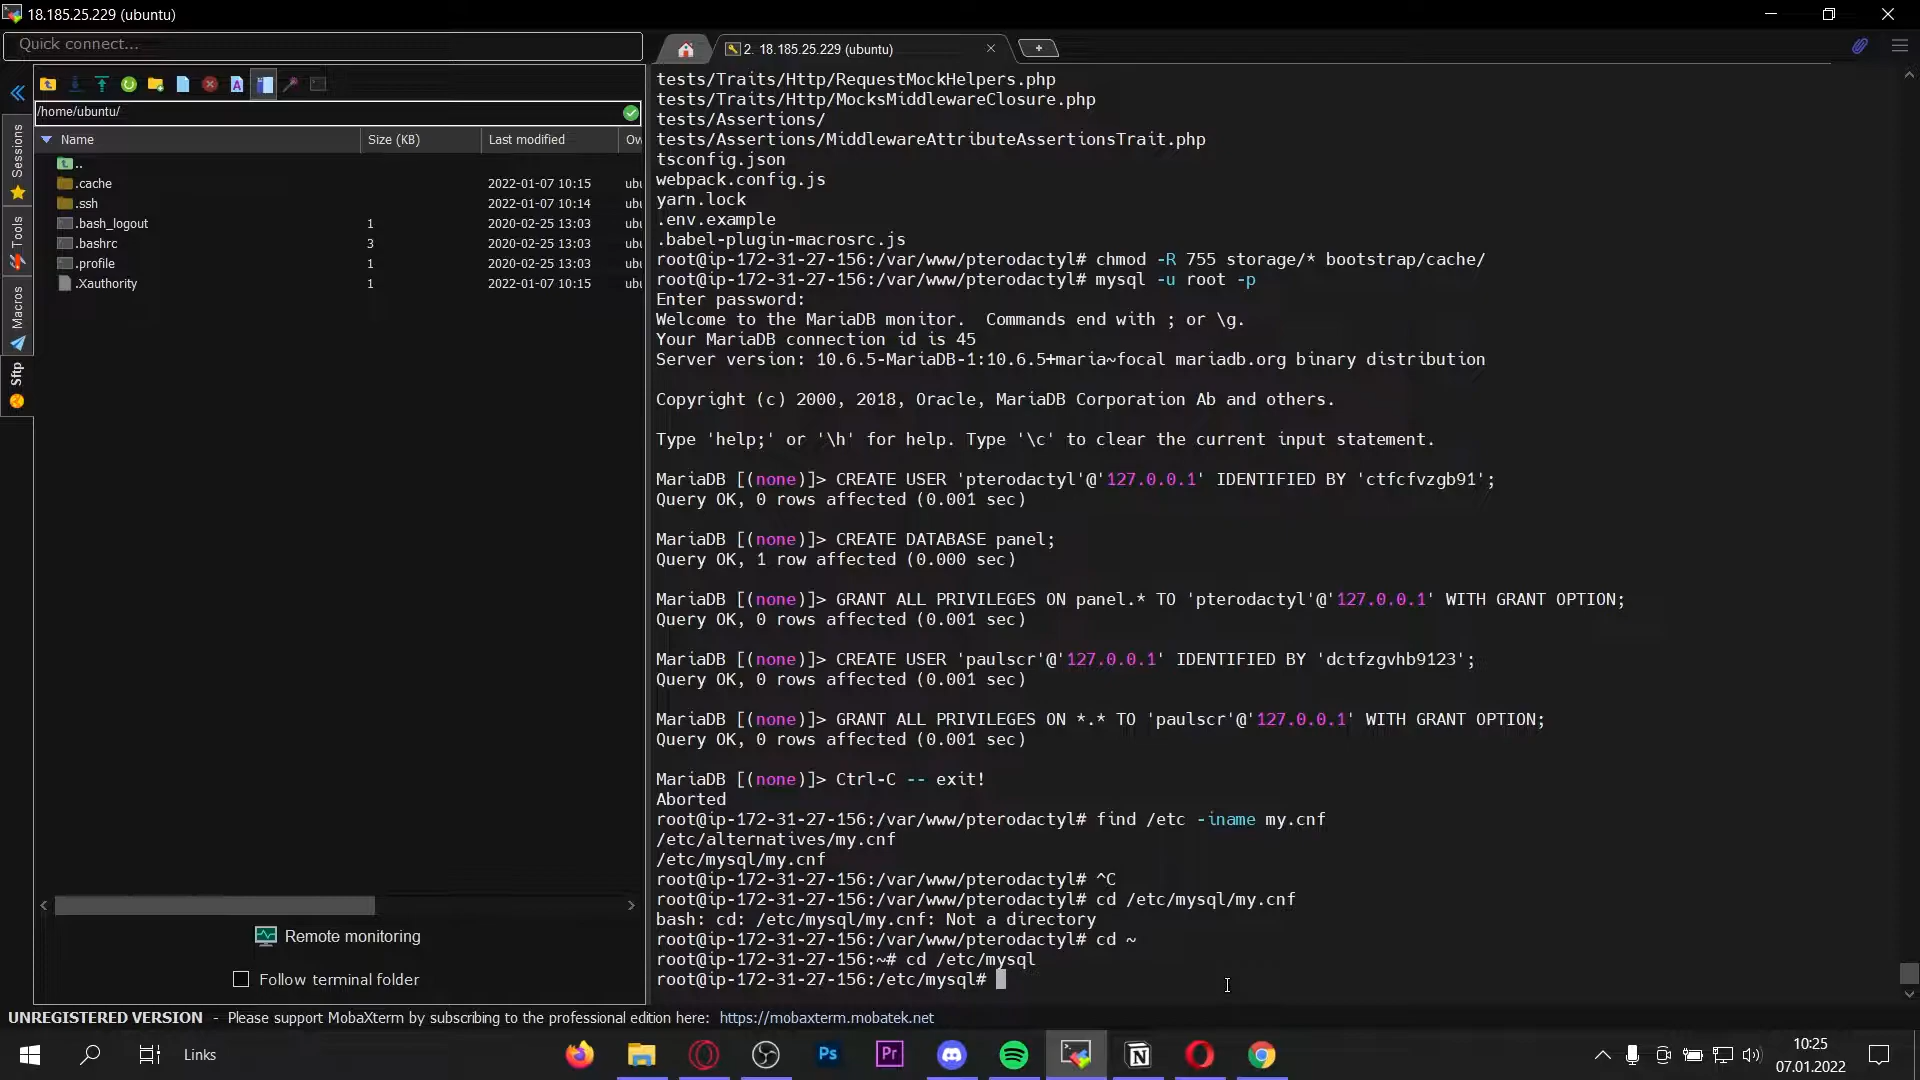 18.185.25.229 (ubuntu)
Quick connect...
2. 18.185.25.229 (ubuntu)
/home/ubuntu/
Name Size (KB) Last modified Ow
..
.cache 2022-01-07 10:15 ubu
.ssh 2022-01-07 10:14 ubu
.bash_logout 1 2020-02-25 13:03 ubu
.bashrc 3 2020-02-25 13:03 ubu
.profile 1 2020-02-25 13:03 ubu
.Xauthority 1 2022-01-07 10:15 ubu
Sessions
Tools
Macros
Sftp
Remote monitoring
Follow terminal folder
tests/Traits/Http/RequestMockHelpers.php
tests/Traits/Http/MocksMiddlewareClosure.php
tests/Assertions/
tests/Assertions/MiddlewareAttributeAssertionsTrait.php
tsconfig.json
webpack.config.js
yarn.lock
.env.example
.babel-plugin-macrosrc.js
root@ip-172-31-27-156:/var/www/pterodactyl# chmod -R 755 storage/* bootstrap/cache/
root@ip-172-31-27-156:/var/www/pterodactyl# mysql -u root -p
Enter password:
Welcome to the MariaDB monitor.  Commands end with ; or \g.
Your MariaDB connection id is 45
Server version: 10.6.5-MariaDB-1:10.6.5+maria~focal mariadb.org binary distribution
Copyright (c) 2000, 2018, Oracle, MariaDB Corporation Ab and others.
Type 'help;' or '\h' for help. Type '\c' to clear the current input statement.
MariaDB [(none)]> CREATE USER 'pterodactyl'@'127.0.0.1' IDENTIFIED BY 'ctfcfvzgb91';
Query OK, 0 rows affected (0.001 sec)
MariaDB [(none)]> CREATE DATABASE panel;
Query OK, 1 row affected (0.000 sec)
MariaDB [(none)]> GRANT ALL PRIVILEGES ON panel.* TO 'pterodactyl'@'127.0.0.1' WITH GRANT OPTION;
Query OK, 0 rows affected (0.001 sec)
MariaDB [(none)]> CREATE USER 'paulscr'@'127.0.0.1' IDENTIFIED BY 'dctfzgvhb9123';
Query OK, 0 rows affected (0.001 sec)
MariaDB [(none)]> GRANT ALL PRIVILEGES ON *.* TO 'paulscr'@'127.0.0.1' WITH GRANT OPTION;
Query OK, 0 rows affected (0.001 sec)
MariaDB [(none)]> Ctrl-C -- exit!
Aborted
root@ip-172-31-27-156:/var/www/pterodactyl# find /etc -iname my.cnf
/etc/alternatives/my.cnf
/etc/mysql/my.cnf
root@ip-172-31-27-156:/var/www/pterodactyl# ^C
root@ip-172-31-27-156:/var/www/pterodactyl# cd /etc/mysql/my.cnf
bash: cd: /etc/mysql/my.cnf: Not a directory
root@ip-172-31-27-156:/var/www/pterodactyl# cd ~
root@ip-172-31-27-156:~# cd /etc/mysql
root@ip-172-31-27-156:/etc/mysql#
UNREGISTERED VERSION - Please support MobaXterm by subscribing to the professional edition here: https://mobaxterm.mobatek.net
Links
Ps
Pr
10:25
07.01.2022